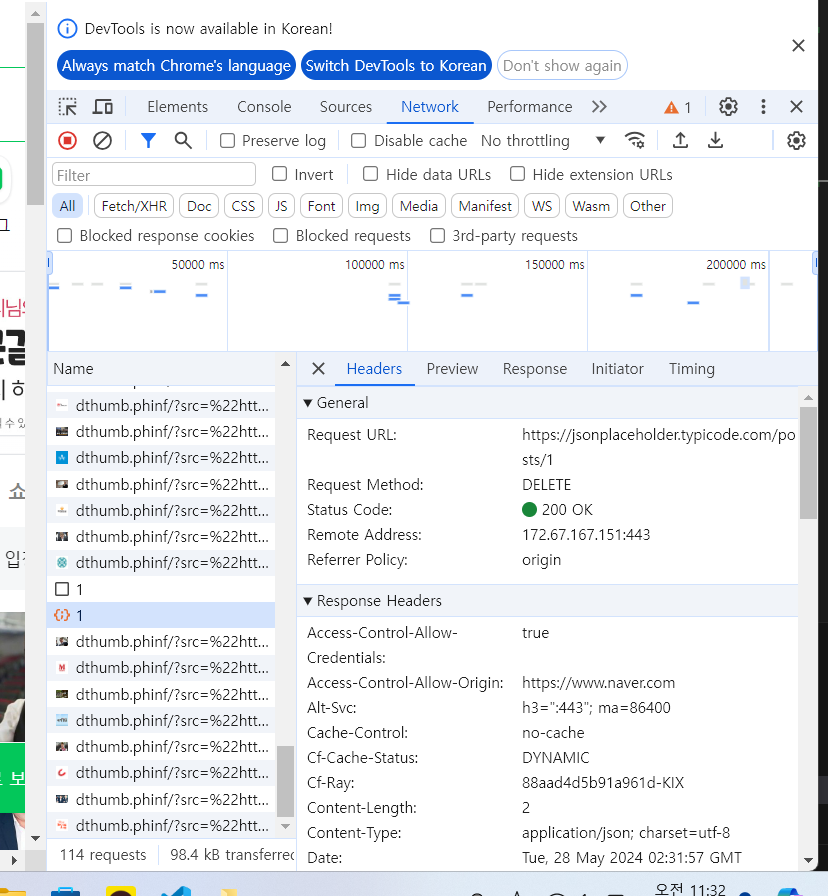 DevTools is now available in Korean!
Always match Chrome's language Switch DevTools to Korean Don't show again
Elements Console Sources Network Performance 1
Preserve log Disable cache No throttling
Filter Invert Hide data URLs Hide extension URLs
All Fetch/XHR Doc CSS JS Font Img Media Manifest WS Wasm Other
Blocked response cookies Blocked requests 3rd-party requests
50000 ms 100000 ms 150000 ms 200000 ms
Name
dthumb.phinf/?src=%22htt...
dthumb.phinf/?src=%22htt...
dthumb.phinf/?src=%22htt...
dthumb.phinf/?src=%22htt...
dthumb.phinf/?src=%22htt...
dthumb.phinf/?src=%22htt...
dthumb.phinf/?src=%22htt...
1
1
dthumb.phinf/?src=%22htt...
dthumb.phinf/?src=%22htt...
dthumb.phinf/?src=%22htt...
dthumb.phinf/?src=%22htt...
dthumb.phinf/?src=%22htt...
dthumb.phinf/?src=%22htt...
dthumb.phinf/?src=%22htt...
dthumb.phinf/?src=%22htt...
114 requests 98.4 kB transferred
Headers Preview Response Initiator Timing
General
Request URL: https://jsonplaceholder.typicode.com/po
sts/1
Request Method: DELETE
Status Code: 200 OK
Remote Address: 172.67.167.151:443
Referrer Policy: origin
Response Headers
Access-Control-Allow- true
Credentials:
Access-Control-Allow-Origin: https://www.naver.com
Alt-Svc: h3=":443"; ma=86400
Cache-Control: no-cache
Cf-Cache-Status: DYNAMIC
Cf-Ray: 88aad4d5b91a961d-KIX
Content-Length: 2
Content-Type: application/json; charset=utf-8
Date: Tue, 28 May 2024 02:31:57 GMT
오전 11:32